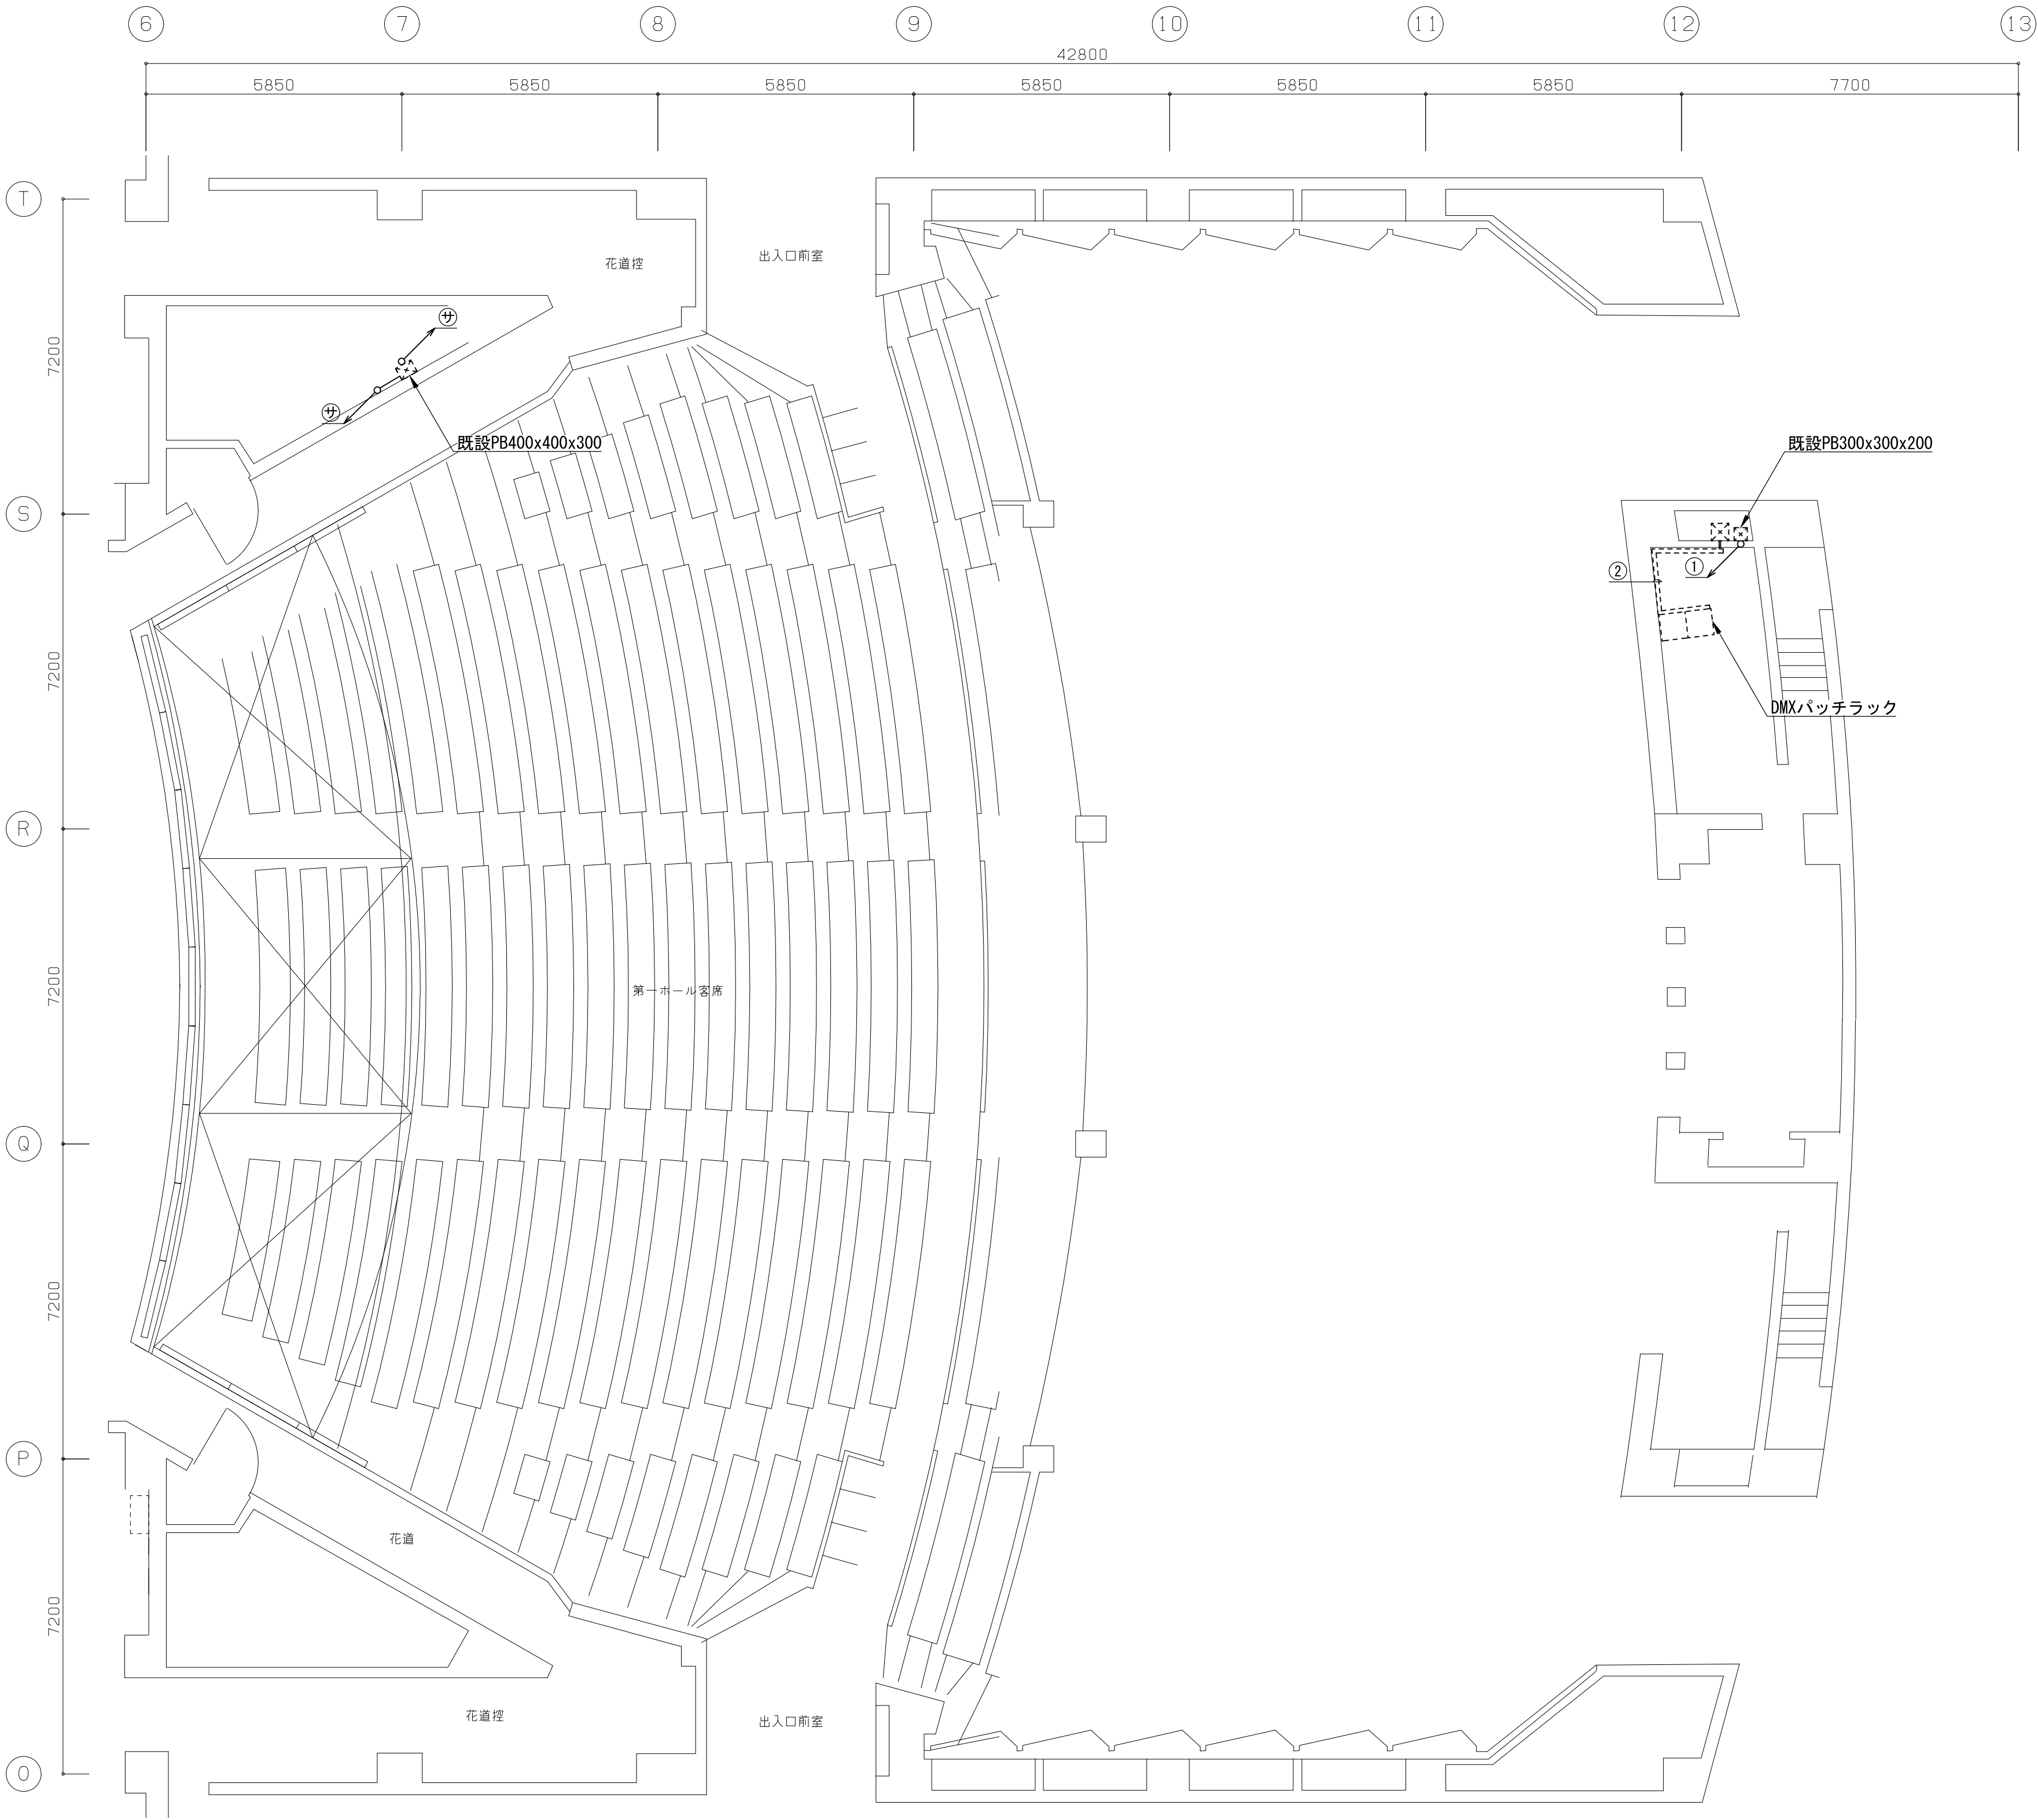 6 7 8 9 10 11 12 13
42800
5850 5850 5850 5850 5850 5850 7700
T
花道控
出入口前室
サ
7200
サ
既設PB400x400x300
既設PB300x300x200
S
②
①
7200
DMXパッチラック
R
7200
第一ホール客席
Q
7200
P
花道
7200
花道控
出入口前室
O